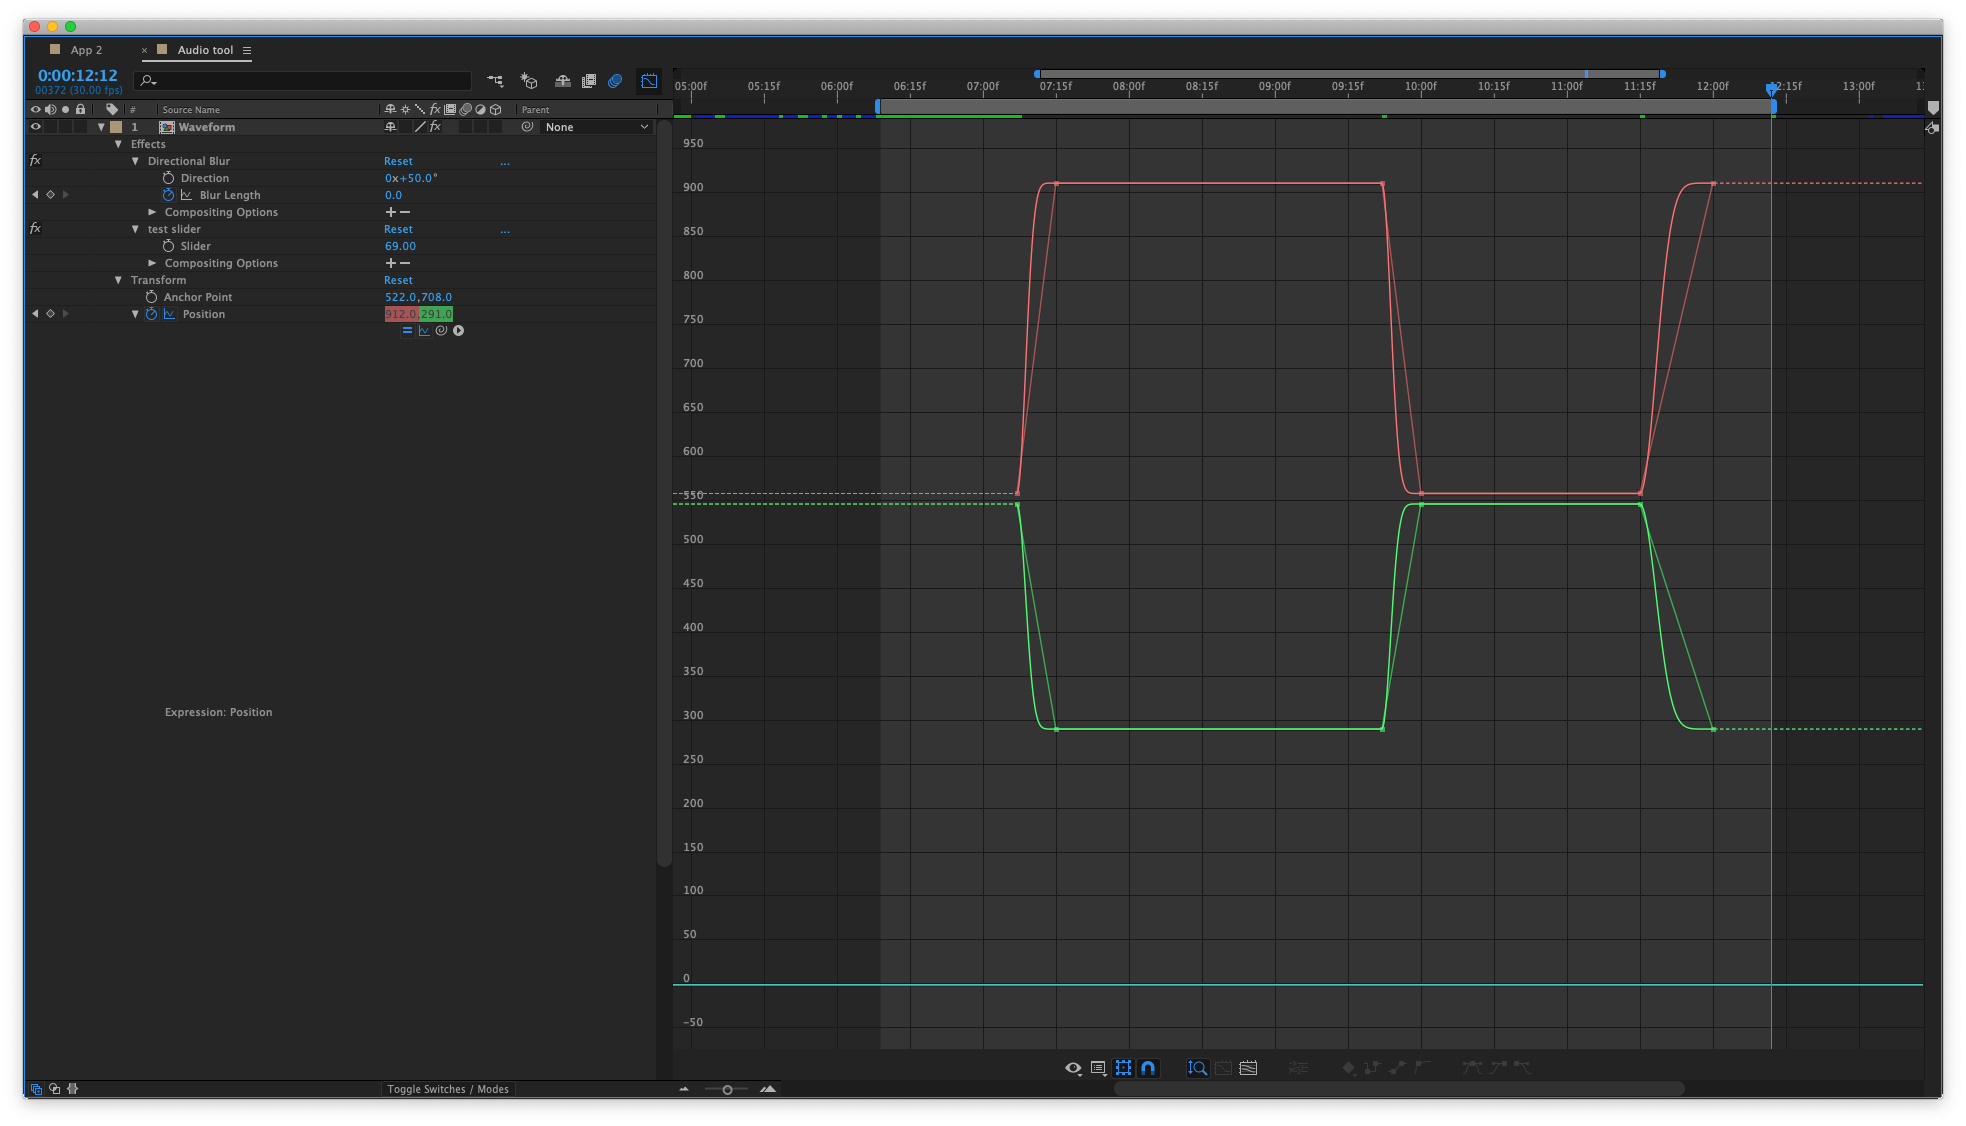 App 2
× Audio tool
0:00:12:12
00372 (30.00 fps)
# Source Name fx Parent
1 Waveform fx None
Effects
fx Directional Blur Reset ...
Direction 0x+50.0°
Blur Length 0.0
Compositing Options
fx test slider Reset ...
Slider 69.00
Compositing Options
Transform Reset
Anchor Point 522.0,708.0
Position 912.0,291.0
Expression: Position
Toggle Switches / Modes
05:00f 05:15f 06:00f 06:15f 07:00f 07:15f 08:00f 08:15f 09:00f 09:15f 10:00f 10:15f 11:00f 11:15f 12:00f 12:15f 13:00f
950
900
850
800
750
700
650
600
550
500
450
400
350
300
250
200
150
100
50
0
-50